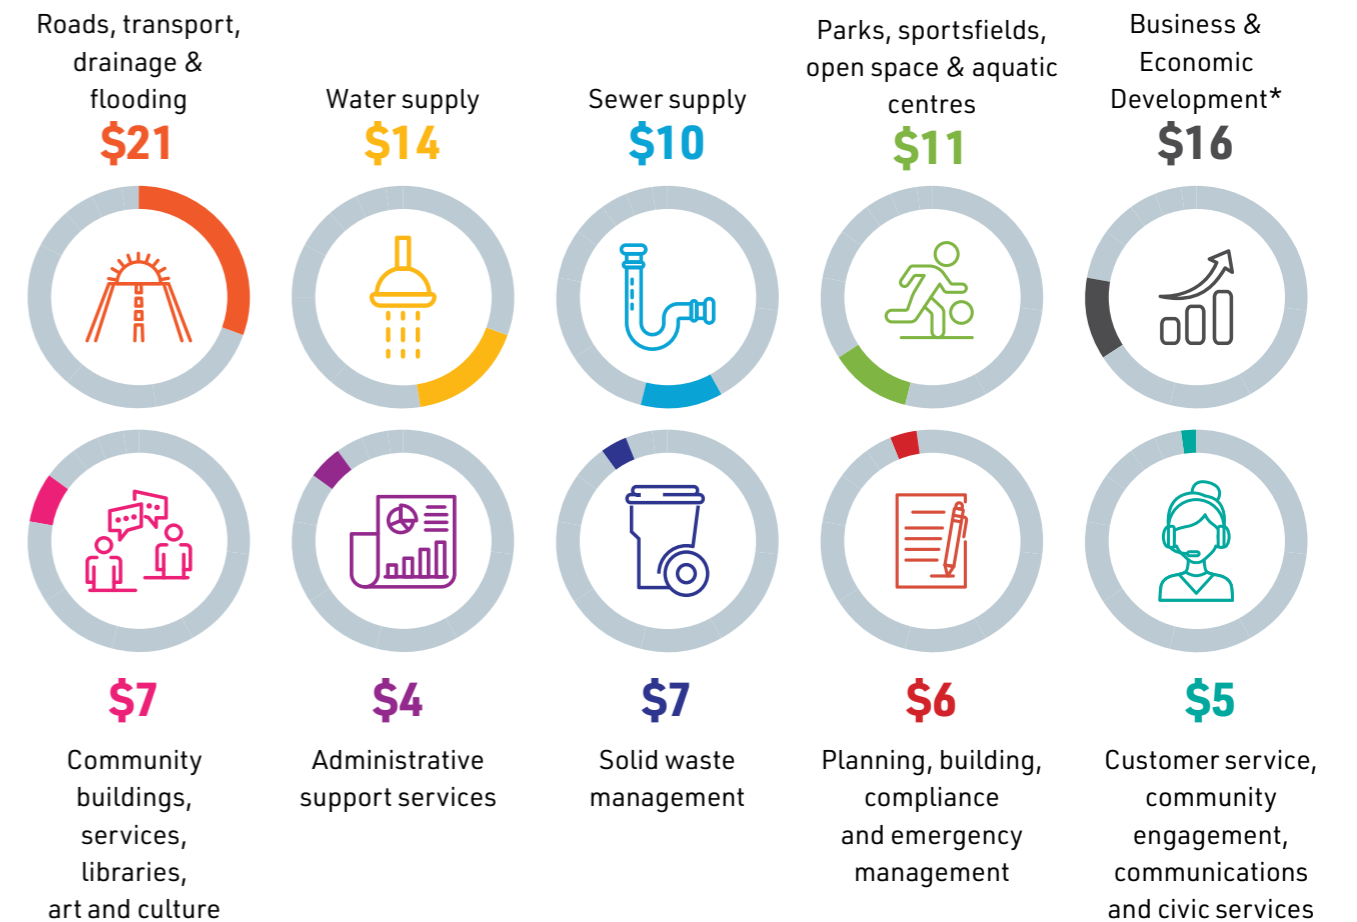 Roads, transport,
drainage &
flooding
$21
Water supply
$14
Sewer supply
$10
Parks, sportsfields,
open space & aquatic
centres
$11
Business &
Economic
Development*
$16
$7
Community
buildings,
services,
libraries,
art and culture
$4
Administrative
support services
$7
Solid waste
management
$6
Planning, building,
compliance
and emergency
management
$5
Customer service,
community
engagement,
communications
and civic services